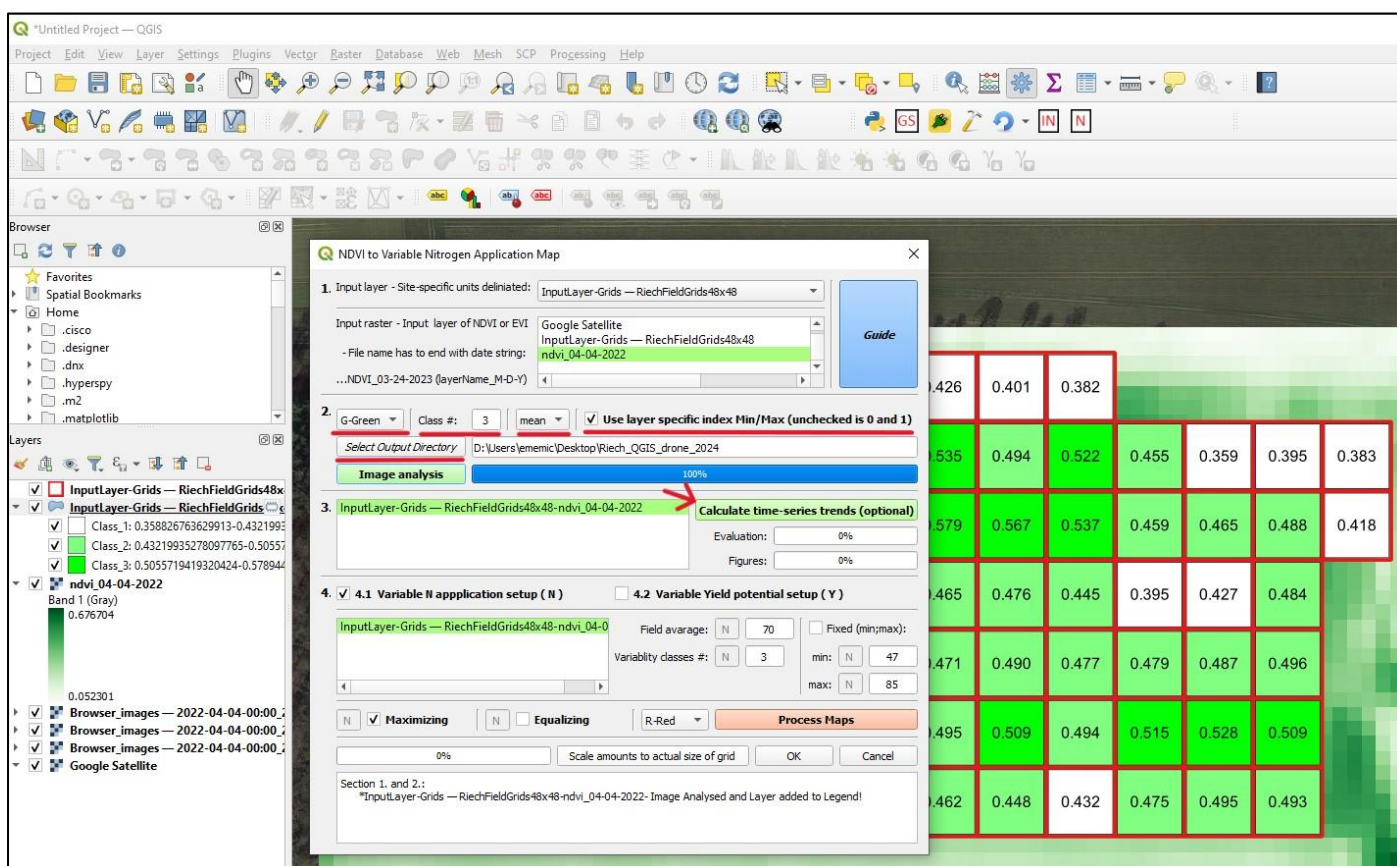 *Untitled Project — QGIS
Project Edit View Layer Settings Plugins Vector Raster Database Web Mesh SCP Processing Help
GS IN N
abc ab abc
Browser
Favorites
Spatial Bookmarks
Home
.cisco
.designer
.dnx
.hyperspy
.m2
.matplotlib
Layers
InputLayer-Grids — RiechFieldGrids48x
InputLayer-Grids — RiechFieldGrids
Class_1: 0.358826763629913-0.4321993
Class_2: 0.43219935278097765-0.50557
Class_3: 0.5055719419320424-0.578944
ndvi_04-04-2022
Band 1 (Gray)
0.676704
0.052301
Browser_images — 2022-04-04-00:00_2
Browser_images — 2022-04-04-00:00_2
Browser_images — 2022-04-04-00:00_2
Google Satellite
NDVI to Variable Nitrogen Application Map
1. Input layer - Site-specific units deliniated: InputLayer-Grids — RiechFieldGrids48x48
Input raster - Input layer of NDVI or EVI
- File name has to end with date string:
...NDVI_03-24-2023 (layerName_M-D-Y)
Google Satellite
InputLayer-Grids — RiechFieldGrids48x48
ndvi_04-04-2022
Guide
2. G-Green Class #: 3 mean Use layer specific index Min/Max (unchecked is 0 and 1)
Select Output Directory D:\Users\ememic\Desktop\Riech_QGIS_drone_2024
Image analysis 100%
3. InputLayer-Grids — RiechFieldGrids48x48-ndvi_04-04-2022
Calculate time-series trends (optional)
Evaluation: 0%
Figures: 0%
4. 4.1 Variable N appplication setup ( N ) 4.2 Variable Yield potential setup ( Y )
InputLayer-Grids — RiechFieldGrids48x48-ndvi_04-0
Field avarage: N 70 Fixed (min;max):
Variablity classes #: N 3 min: N 47
max: N 85
N Maximizing N Equalizing R-Red Process Maps
0% Scale amounts to actual size of grid OK Cancel
Section 1. and 2.:
*InputLayer-Grids — RiechFieldGrids48x48-ndvi_04-04-2022- Image Analysed and Layer added to Legend!
.426 0.401 0.382
.535 0.494 0.522 0.455 0.359 0.395 0.383
.579 0.567 0.537 0.459 0.465 0.488 0.418
.465 0.476 0.445 0.395 0.427 0.484
.471 0.490 0.477 0.479 0.487 0.496
.495 0.509 0.494 0.515 0.528 0.509
.462 0.448 0.432 0.475 0.495 0.493